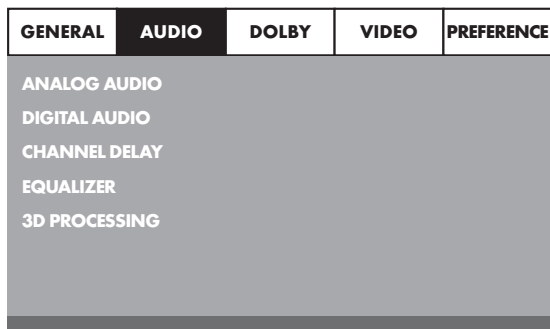 GENERAL AUDIO DOLBY VIDEO PREFERENCE
ANALOG AUDIO
DIGITAL AUDIO
CHANNEL DELAY
EQUALIZER
3D PROCESSING